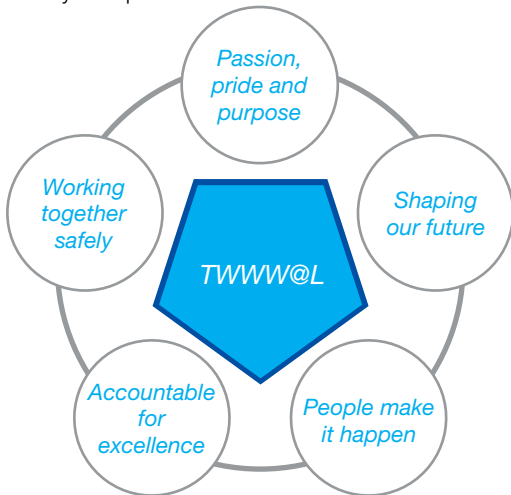 Passion,
pride and
purpose
Working
together
safely
Shaping
our future
TWWW@L
Accountable
for
excellence
People make
it happen